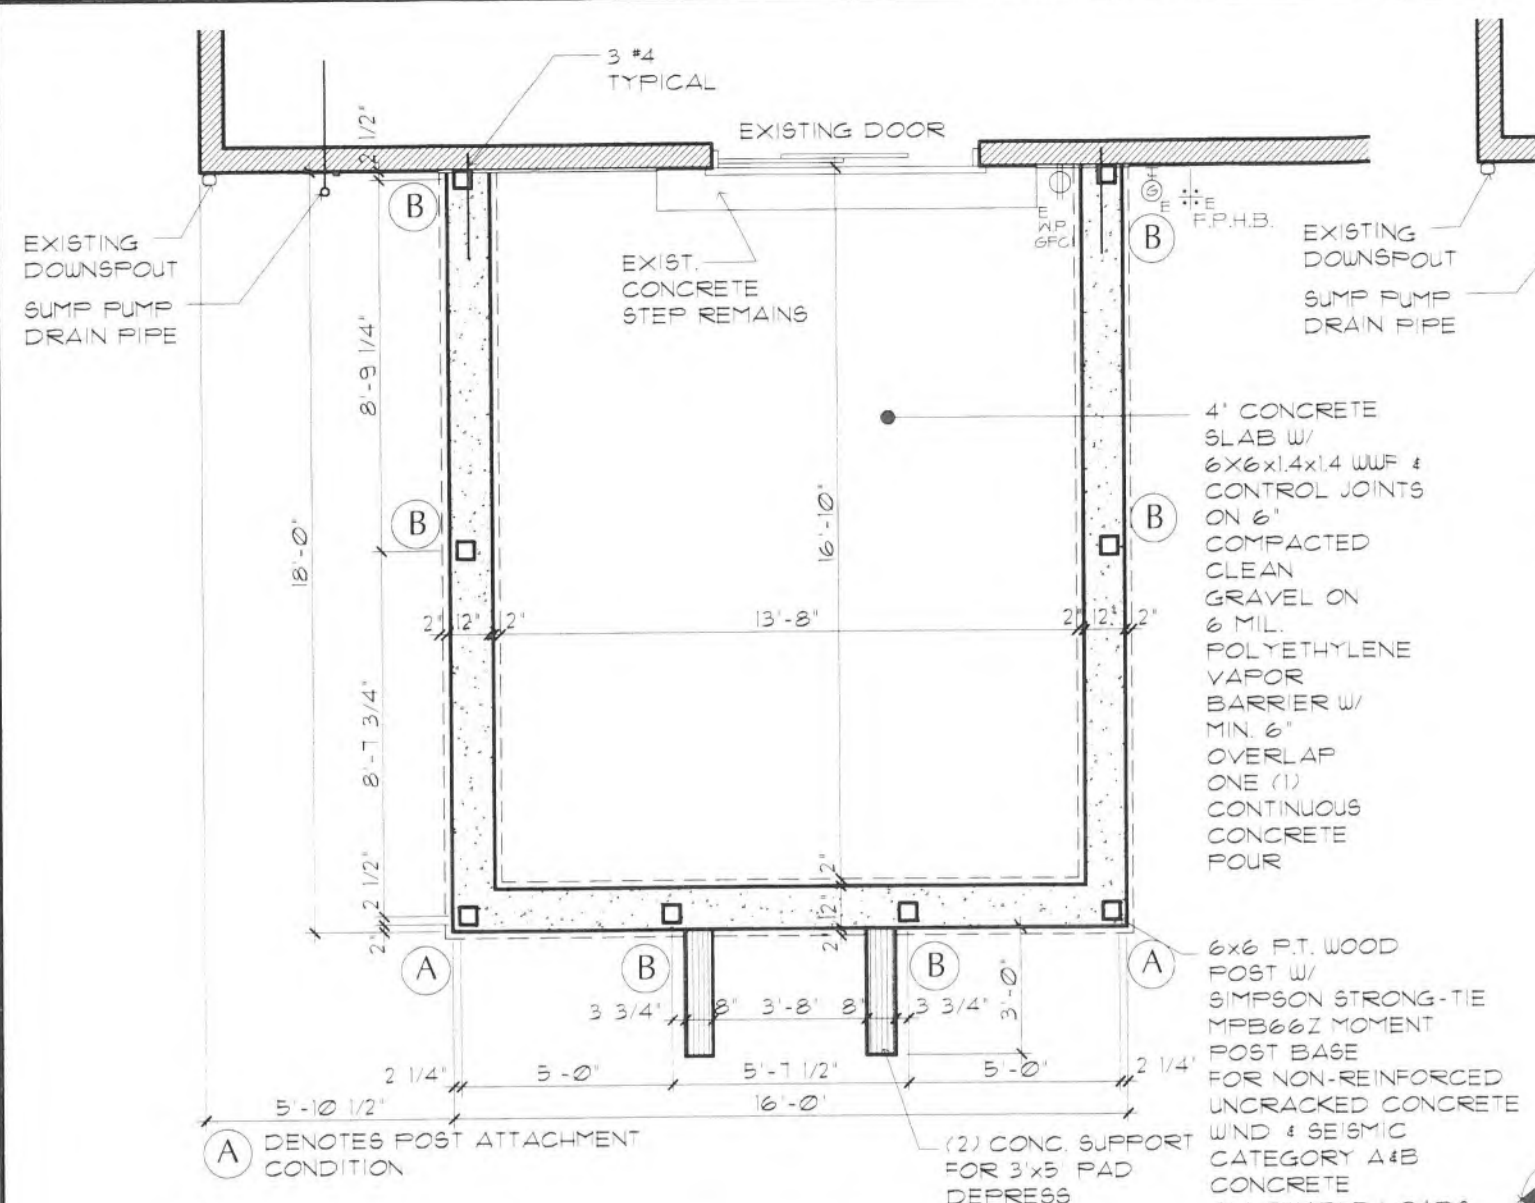 3 #4
TYPICAL
EXISTING DOOR
2 1/2"
B
EXISTING
DOWNSPOUT
SUMP PUMP
DRAIN PIPE
EXIST.
CONCRETE
STEP REMAINS
E
W.P.
GFCI
G
E
E
F.P.H.B.
B
EXISTING
DOWNSPOUT
SUMP PUMP
DRAIN PIPE
8'-9 1/4"
18'-0"
B
16'-10"
B
4" CONCRETE
SLAB W/
6X6x1.4x1.4 WWF &
CONTROL JOINTS
ON 6"
COMPACTED
CLEAN
GRAVEL ON
6 MIL.
POLYETHYLENE
VAPOR
BARRIER W/
MIN. 6"
OVERLAP
ONE (1)
CONTINUOUS
CONCRETE
POUR
2" 12" 2"
13'-8"
2" 12" 2"
8'-7 3/4"
2 1/2"
2"
2"
12"
2"
A
B
B
A
6x6 P.T. WOOD
POST W/
SIMPSON STRONG-TIE
MPB66Z MOMENT
POST BASE
FOR NON-REINFORCED
UNCRACKED CONCRETE
WIND & SEISMIC
CATEGORY A&B
CONCRETE
3 3/4" 8" 3'-8" 8" 3 3/4"
3'-0"
2 1/4" 5'-0" 5'-7 1/2" 5'-0" 2 1/4"
5'-10 1/2" 16'-0"
A DENOTES POST ATTACHMENT
CONDITION
(2) CONC. SUPPORT
FOR 3'x5' PAD
DEPRESS